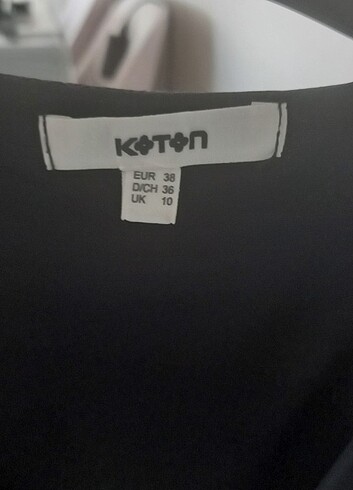 KOTON
EUR 38
D/CH 36
UK 10